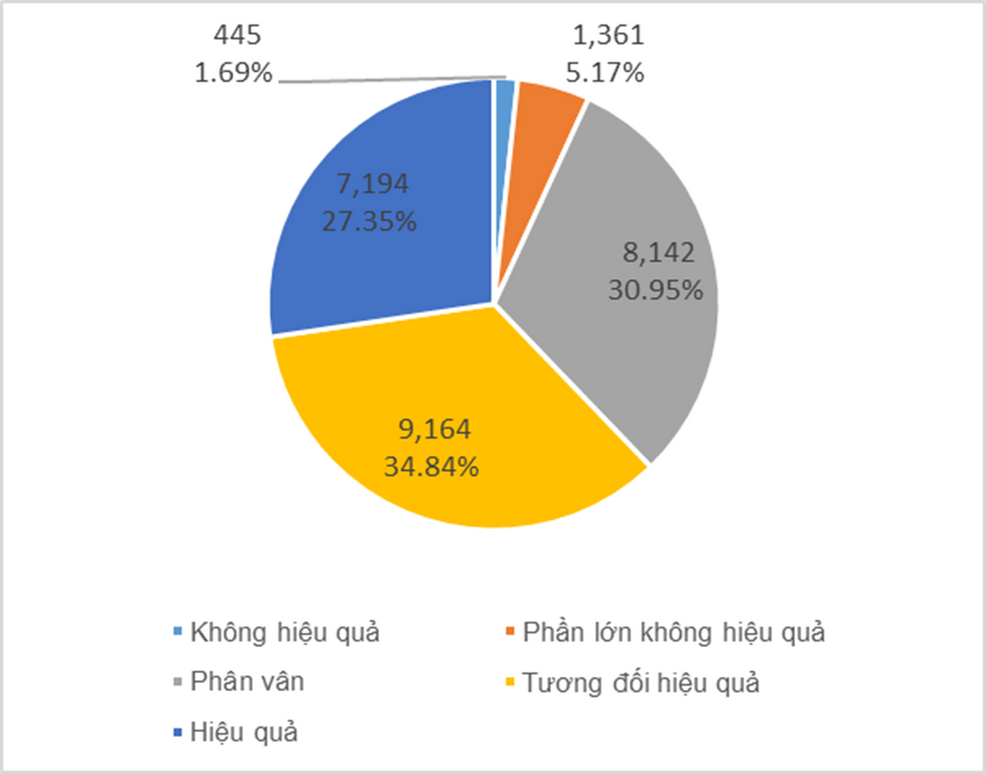 445
1.69%
1,361
5.17%
7,194
27.35%
8,142
30.95%
9,164
34.84%
Không hiệu quả
Phần lớn không hiệu quả
Phân vân
Tương đối hiệu quả
Hiệu quả